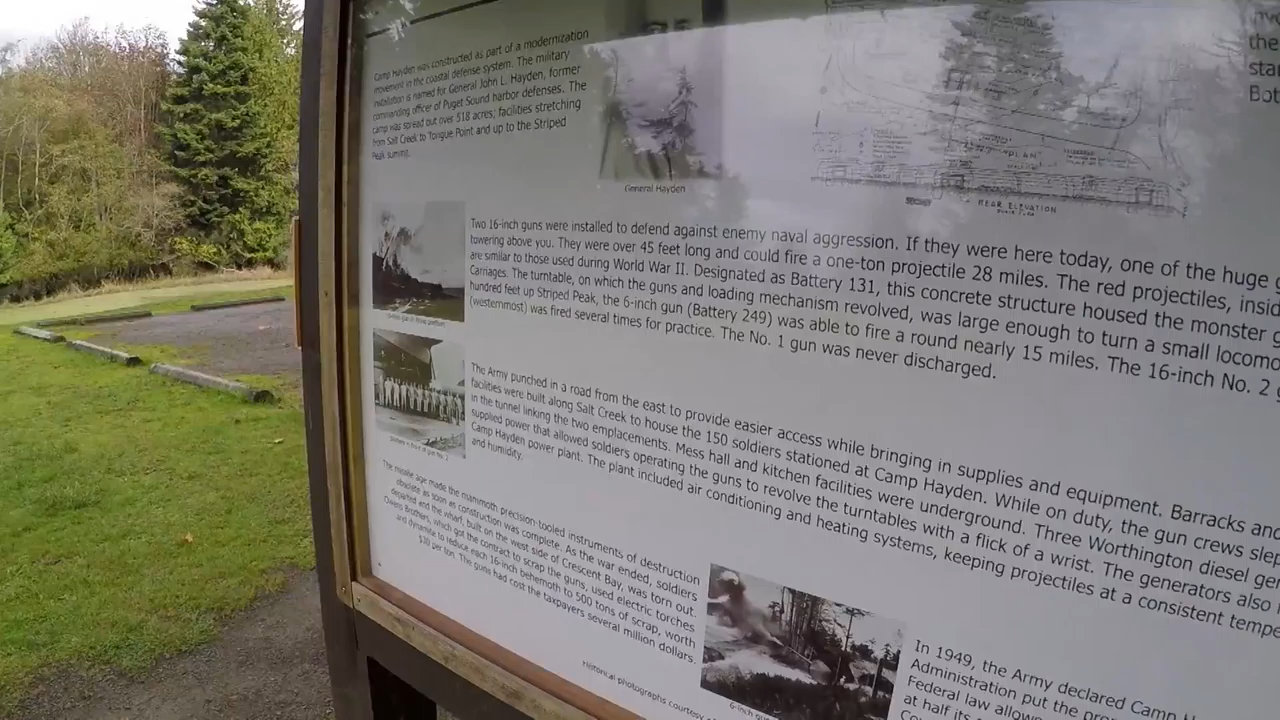 Camp Hayden was constructed as part of a modernization
movement in the coastal defense system. The military
installation is named for General John L. Hayden, former
commanding officer of Puget Sound harbor defenses. The
camp was spread out over 518 acres; facilities stretching
from Salt Creek to Tongue Point and up to the Striped
Peak summit.
General Hayden
REAR ELEVATION
the
Two 16-inch guns were installed to defend against enemy naval aggression. If they were here today, one of the huge
towering above you. They were over 45 feet long and could fire a one-ton projectile 28 miles. The red projectiles,
are similar to those used during World War II. Designated as Battery 131, this concrete structure housed the monster
Carriages. The turntable, on which the guns and loading mechanism revolved, was large enough to turn a small
hundred feet up Striped Peak, the 6-inch gun (Battery 249) was able to fire a round nearly 15 miles. The 16-inch No. 2
(westernmost) was fired several times for practice. The No. 1 gun was never discharged.
The Army punched in a road from the east to provide easier access while bringing in supplies and equipment. Barracks and
facilities were built along Salt Creek to house the 150 soldiers stationed at Camp Hayden. While on duty, the gun crews
in the tunnel linking the two emplacements. Mess hall and kitchen facilities were underground. Three Worthington diesel
supplied power that allowed soldiers operating the guns to revolve the turntables with a flick of a wrist. The generators also
Camp Hayden power plant. The plant included air conditioning and heating systems, keeping projectiles at a consistent
and humidity.
The missile age made the mammoth precision-tooled instruments of destruction
obsolete as soon as construction was complete. As the war ended, soldiers
departed and the wharf, built on the west side of Crescent Bay, was torn out.
Owens Brothers, which got the contract to scrap the guns, used electric torches
and dynamite to reduce each 16-inch behemoth to 500 tons of scrap, worth
$30 per ton. The guns had cost the taxpayers several million dollars.
Historical photographs courtesy
6-inch
In 1949, the Army declared Camp
Administration put the
Federal law
at half its